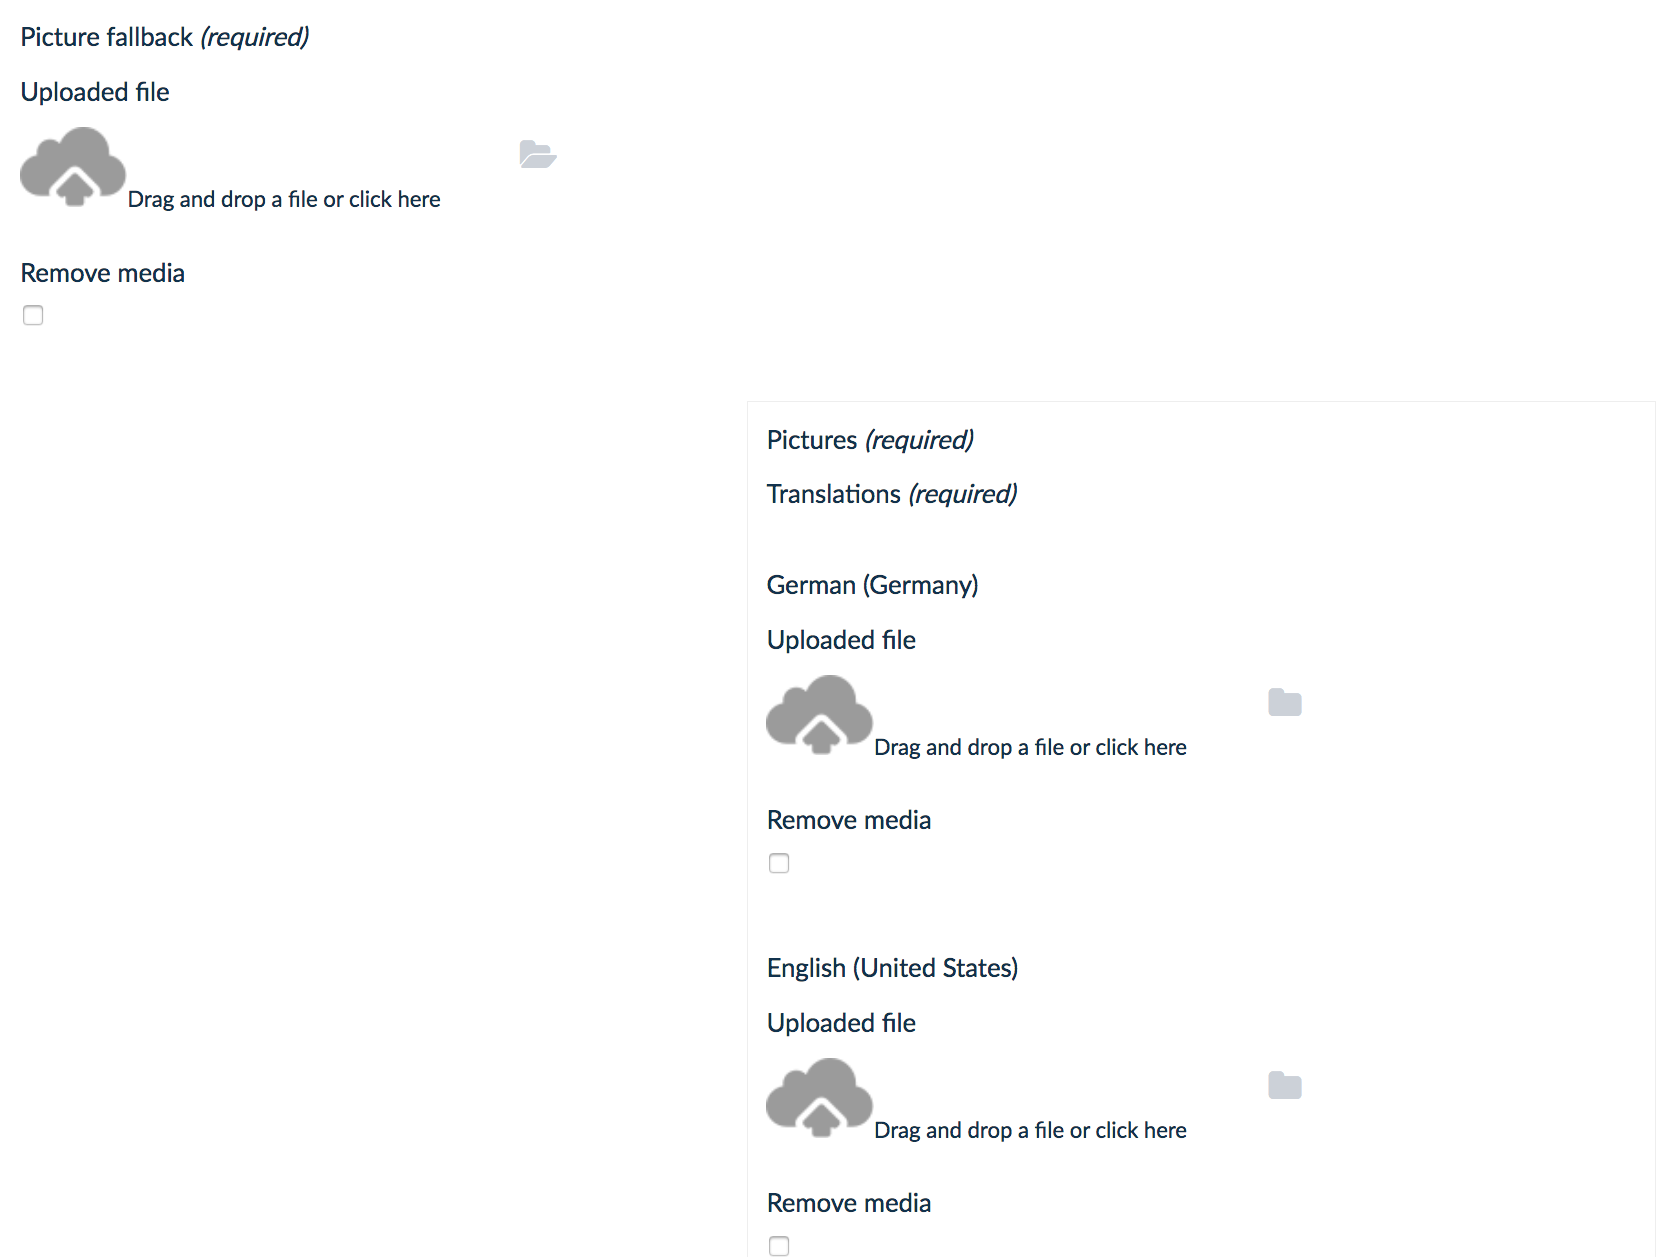 Picture fallback (required)
Uploaded file
Drag and drop a file or click here
Remove media
Pictures (required)
Translations (required)
German (Germany)
Uploaded file
Drag and drop a file or click here
Remove media
English (United States)
Uploaded file
Drag and drop a file or click here
Remove media